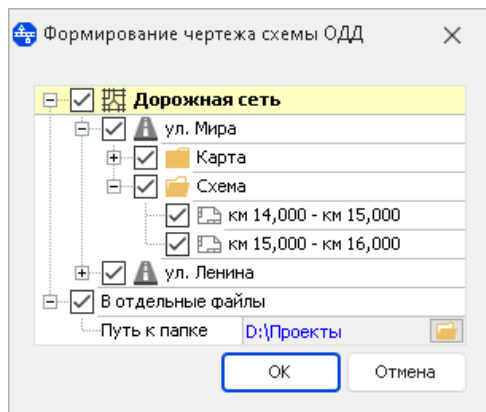 Формирование чертежа схемы ОДД
Дорожная сеть
ул. Мира
Карта
Схема
км 14,000 - км 15,000
км 15,000 - км 16,000
ул. Ленина
В отдельные файлы
Путь к папке D:\Проекты
ОК Отмена